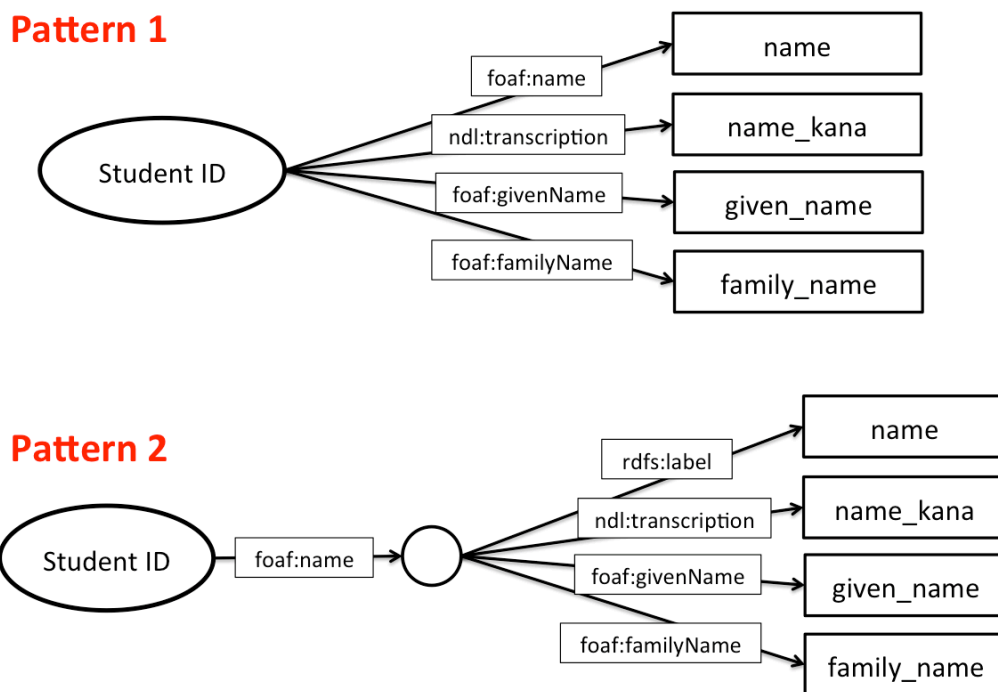 Pattern 1
foaf:name
name
ndl:transcription
name_kana
Student ID
foaf:givenName
given_name
foaf:familyName
family_name
Pattern 2
rdfs:label
name
ndl:transcription
name_kana
Student ID
foaf:name
foaf:givenName
given_name
foaf:familyName
family_name